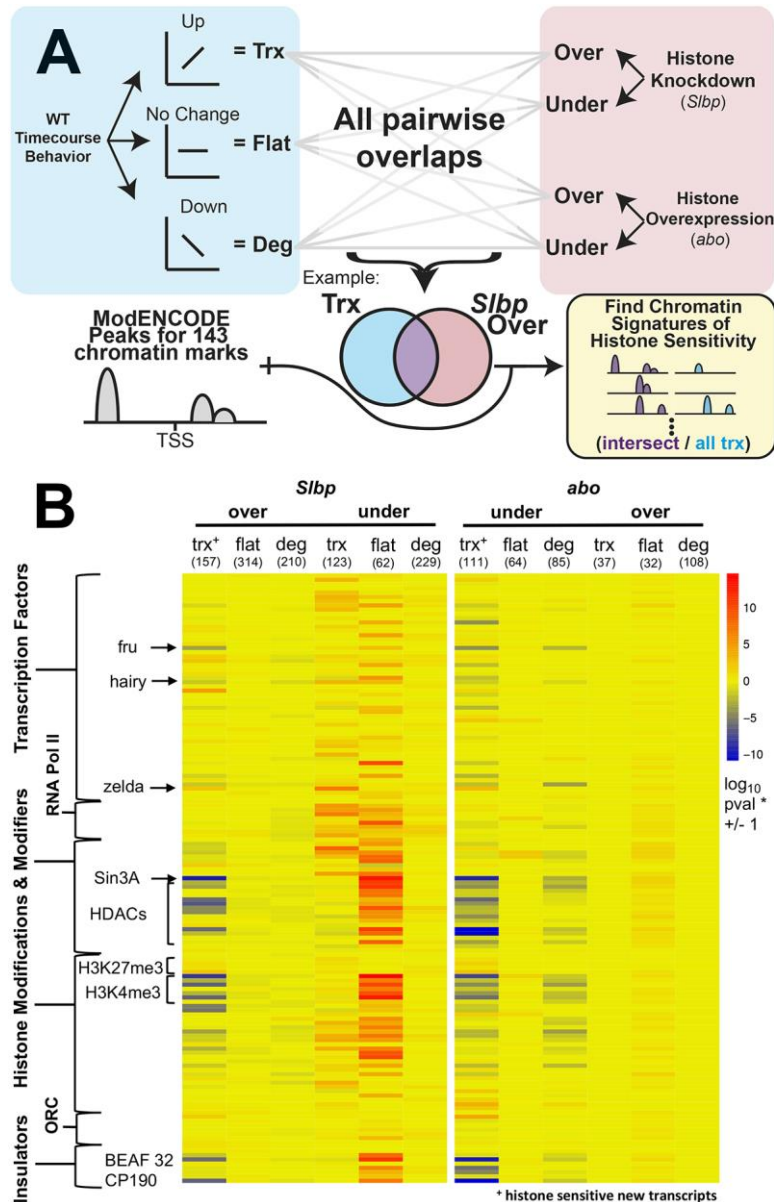 A
Up
= Trx
WT
Timecourse
Behavior
No Change
= Flat
Down
= Deg
All pairwise
overlaps
Over
Under
Histone
Knockdown
(Slbp)
Over
Under
Histone
Overexpression
(abo)
Example:
Trx
Slbp
Over
ModENCODE
Peaks for 143
chromatin marks
TSS
Find Chromatin
Signatures of
Histone Sensitivity
(intersect / all trx)
B
Slbp
abo
over
under
under
over
trx+ flat deg trx flat deg trx+ flat deg trx flat deg
(157) (314) (210) (123) (62) (229) (111) (64) (85) (37) (32) (108)
Transcription Factors
fru
hairy
zelda
RNA Pol II
Histone Modifications & Modifiers
Sin3A
HDACs
H3K27me3
H3K4me3
ORC
Insulators
BEAF 32
CP190
10
5
0
−5
−10
log10
pval *
+/- 1
+ histone sensitive new transcripts